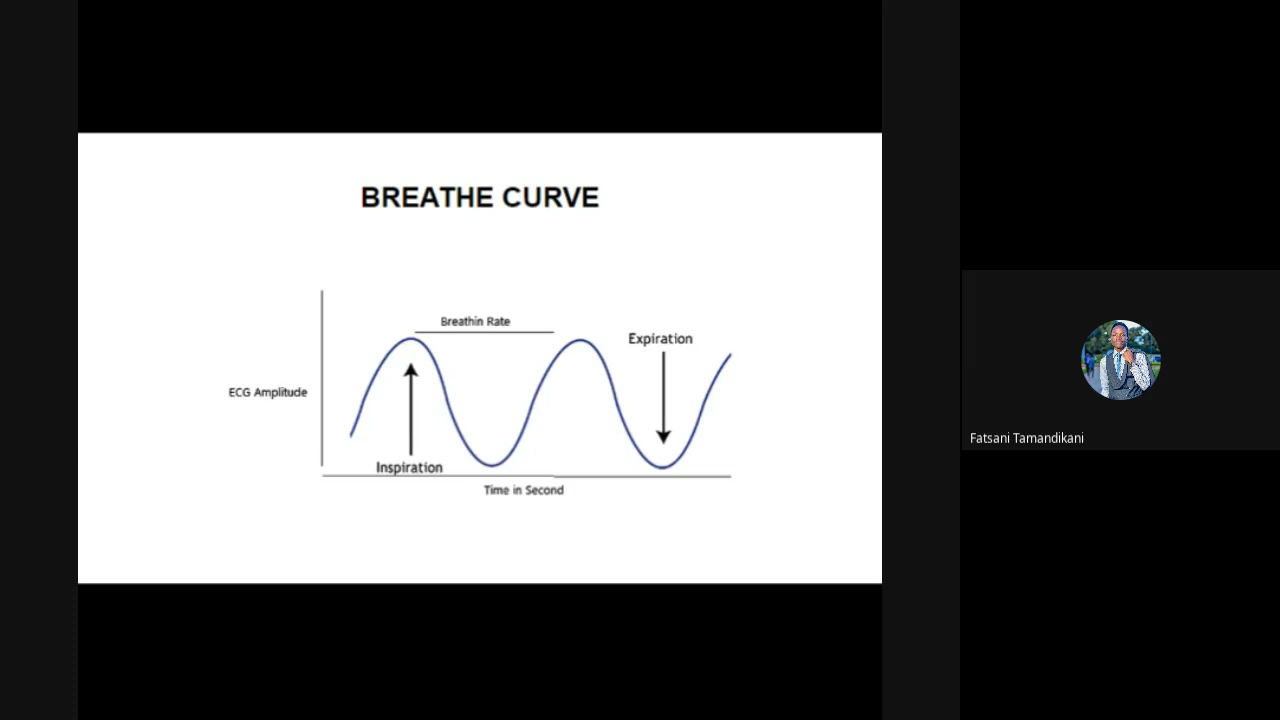 BREATHE CURVE
Breathin Rate
Expiration
ECG Amplitude
Inspiration
Time in Second
Fatsani Tamandikani